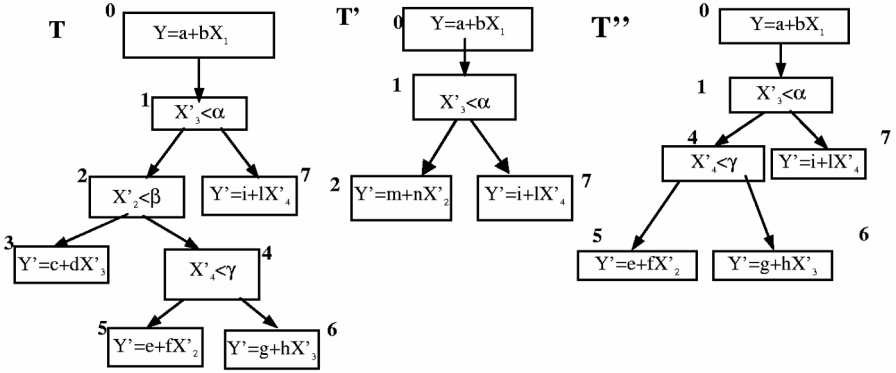 T
0
Y=a+bX₁
1
X'₃<α
2
X'₂<β
7
Y'=i+lX'₄
3
Y'=c+dX'₃
4
X'₄<γ
5
Y'=e+fX'₂
6
Y'=g+hX'₃
T'
0
Y=a+bX₁
1
X'₃<α
2
Y'=m+nX'₂
7
Y'=i+lX'₄
T''
0
Y=a+bX₁
1
X'₃<α
4
X'₄<γ
7
Y'=i+lX'₄
5
Y'=e+fX'₂
6
Y'=g+hX'₃